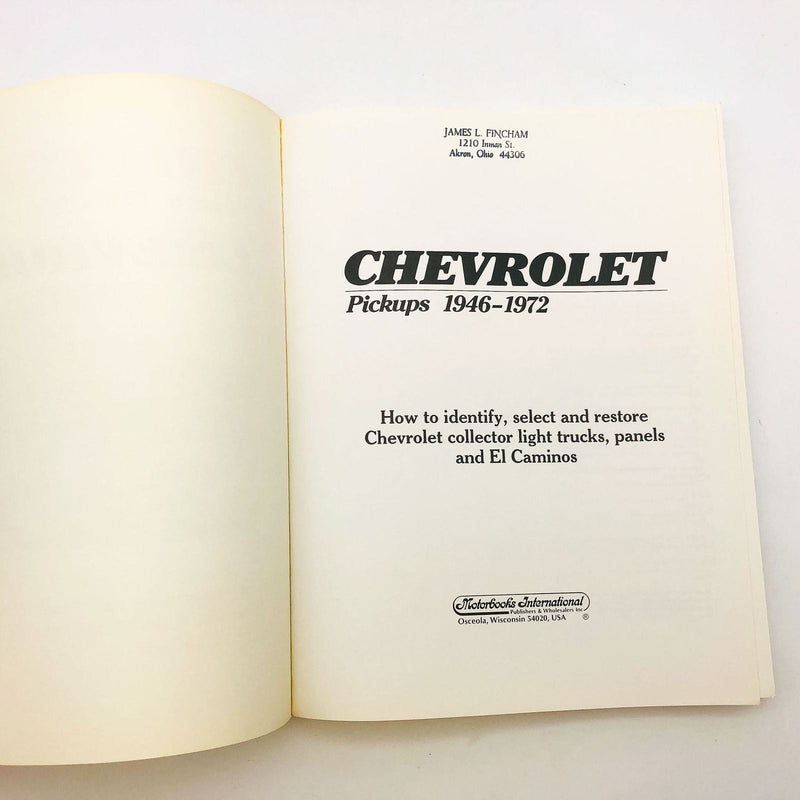 JAMES L. FINCHAM
1210 Inman St.
Akron, Ohio 44306
CHEVROLET
Pickups 1946-1972
How to identify, select and restore
Chevrolet collector light trucks, panels
and El Caminos
Motorbooks International
Publishers & Wholesalers Inc
Osceola, Wisconsin 54020, USA ®